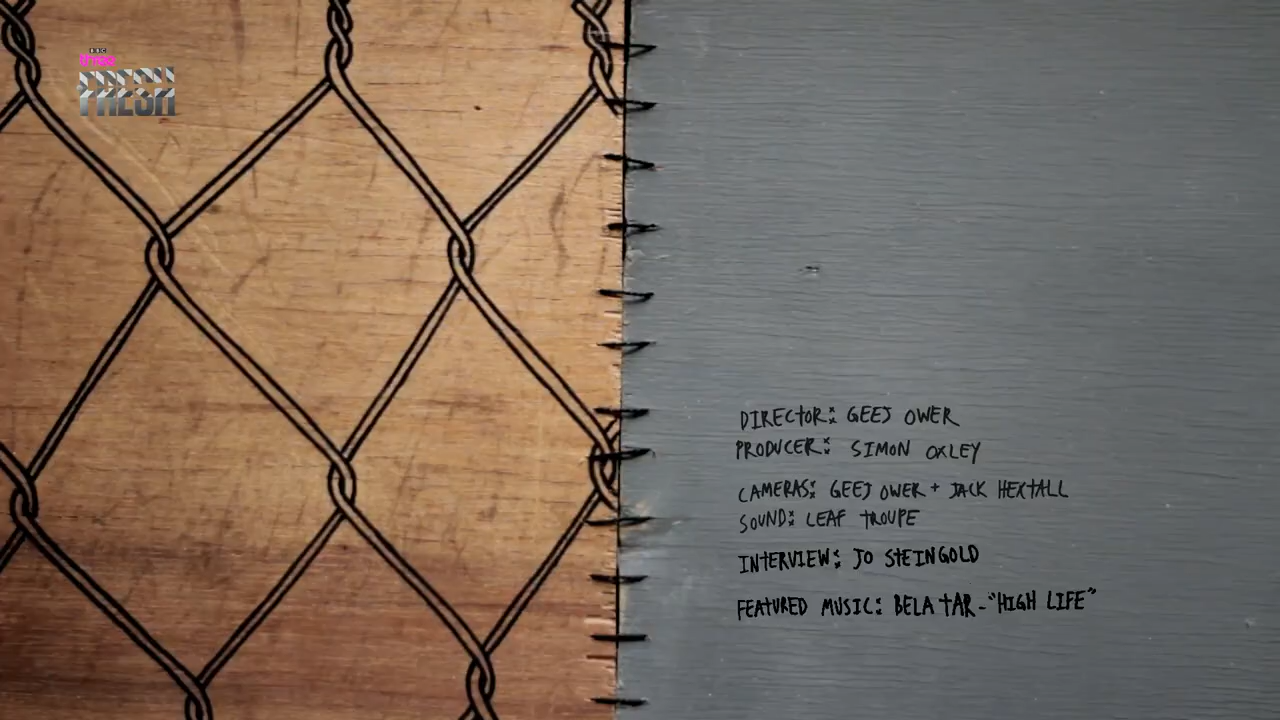 BBC
three
FRESH
DIRECTOR: GEEJ OWER
PRODUCER: SIMON OXLEY
CAMERAS: GEEJ OWER + JACK HEXTALL
SOUND: LEAF TROUPE
INTERVIEW: JO STEINGOLD
FEATURED MUSIC: BELA TAR - "HIGH LIFE"